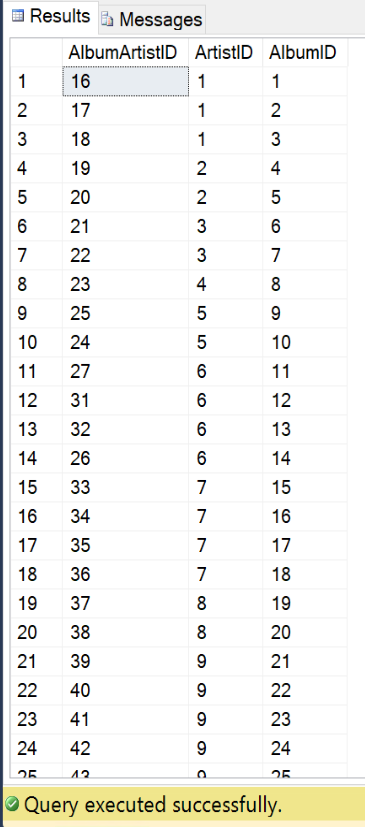 Results Messages
AlbumArtistID ArtistID AlbumID
1 16 1 1
2 17 1 2
3 18 1 3
4 19 2 4
5 20 2 5
6 21 3 6
7 22 3 7
8 23 4 8
9 25 5 9
10 24 5 10
11 27 6 11
12 31 6 12
13 32 6 13
14 26 6 14
15 33 7 15
16 34 7 16
17 35 7 17
18 36 7 18
19 37 8 19
20 38 8 20
21 39 9 21
22 40 9 22
23 41 9 23
24 42 9 24
25 43 9 25
Query executed successfully.